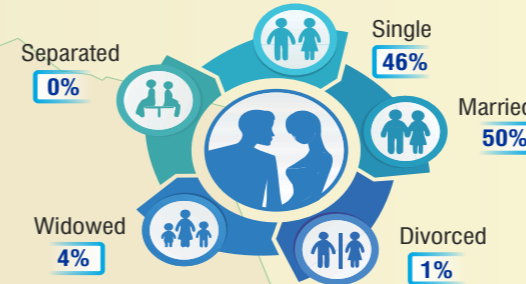 Single
46%
Separated
0%
Married
50%
Widowed
4%
Divorced
1%